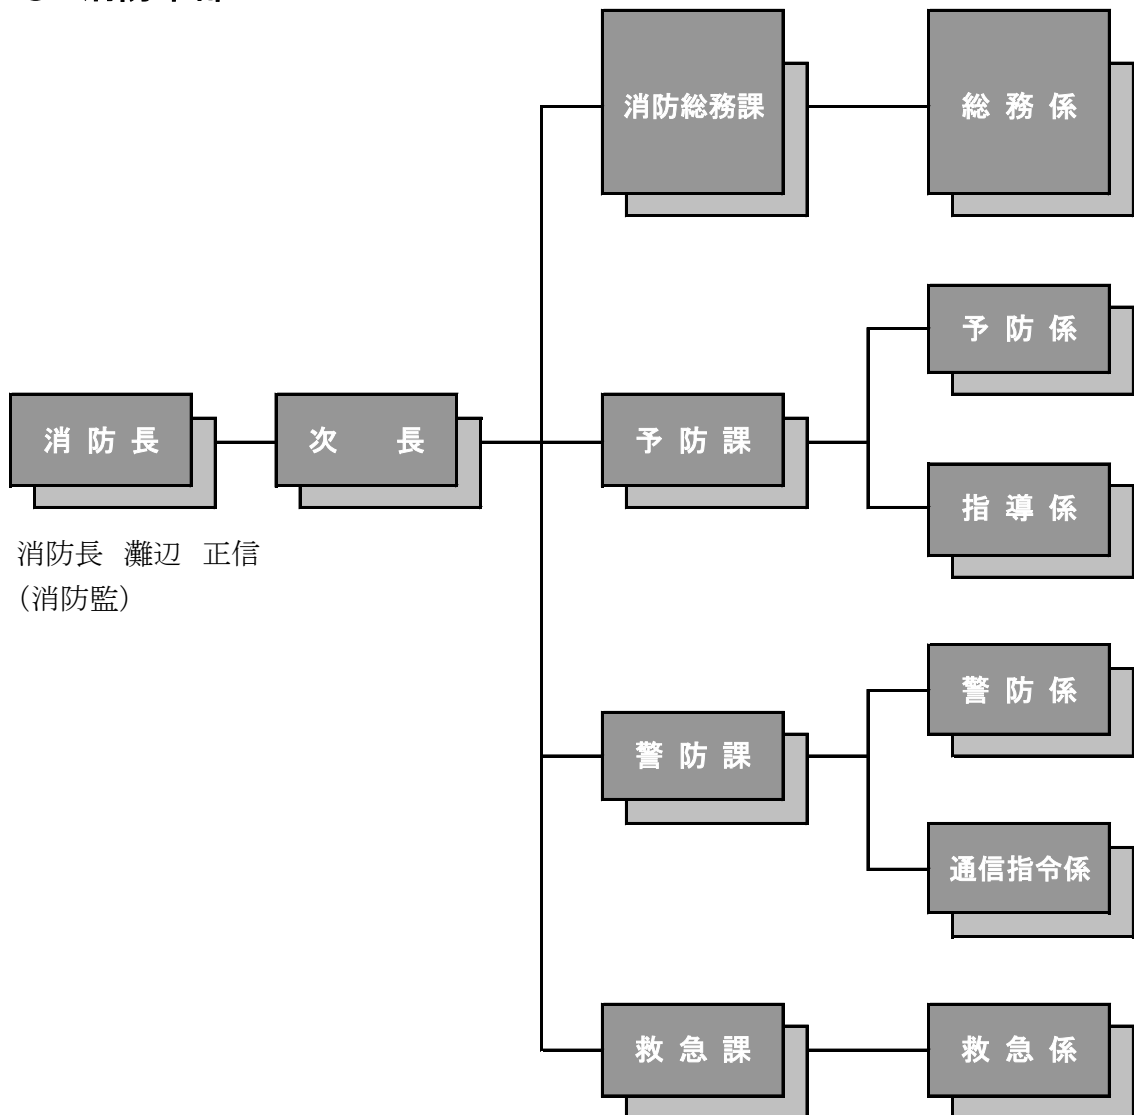 消防総務課
総務係
予防係
消防長
次長
予防課
指導係
消防長 灘辺 正信
（消防監）
警防係
警防課
通信指令係
救急課
救急係